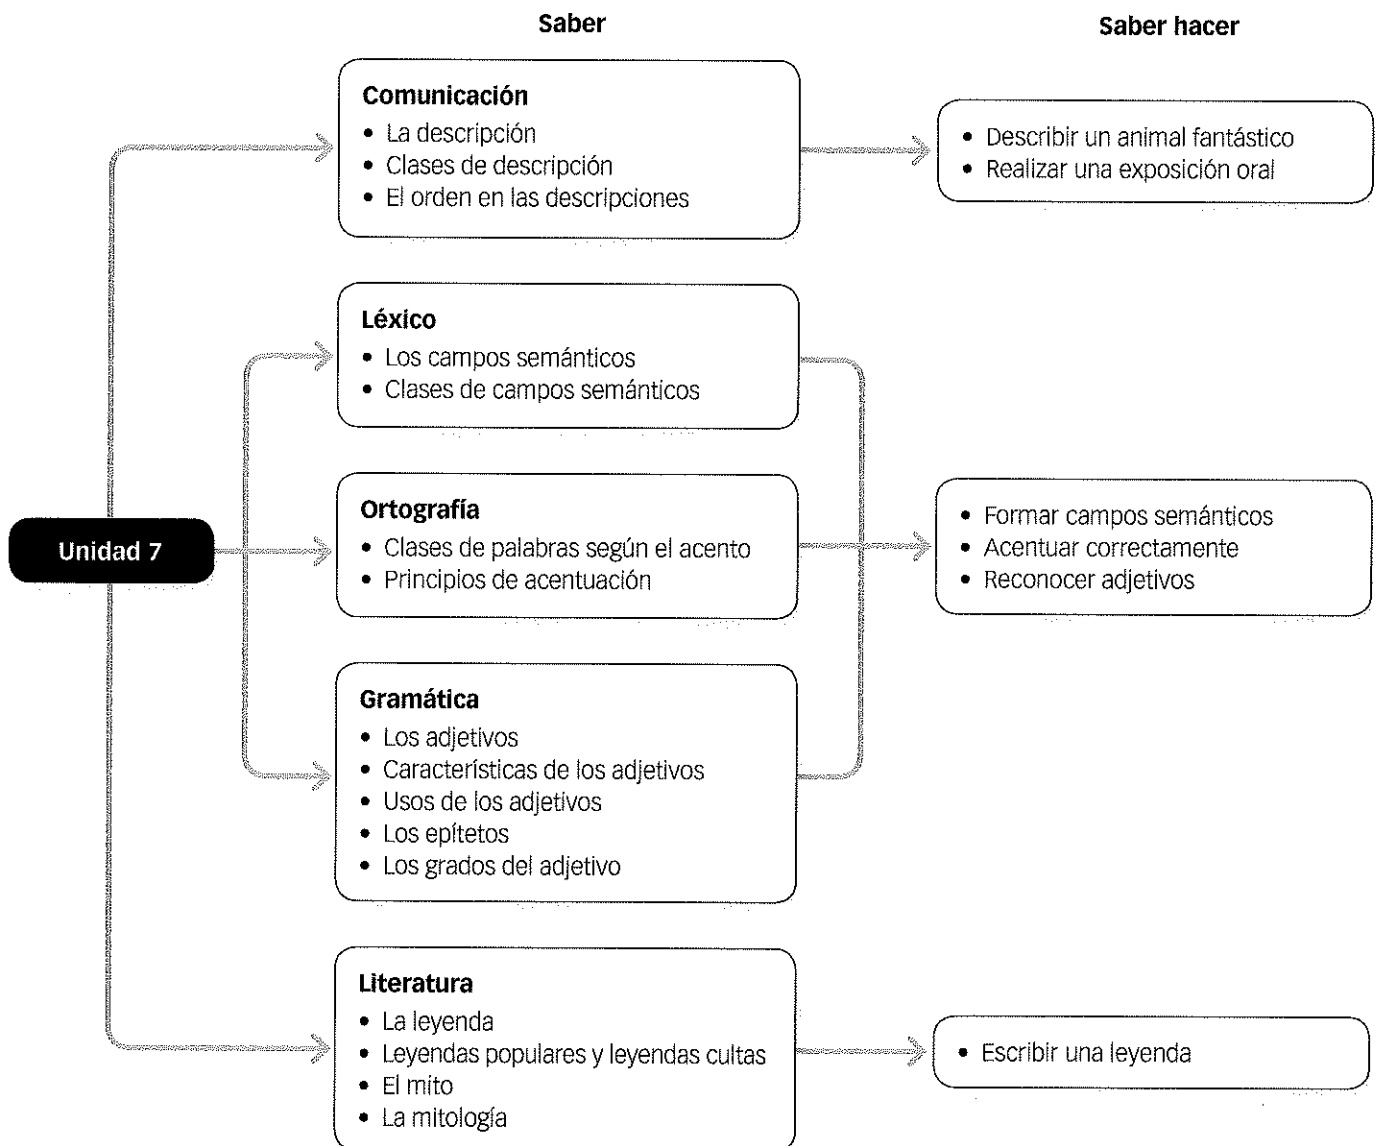 Saber
Saber hacer
Comunicación
• La descripción
• Clases de descripción
• El orden en las descripciones
• Describir un animal fantástico
• Realizar una exposición oral
Léxico
• Los campos semánticos
• Clases de campos semánticos
Unidad 7
Ortografía
• Clases de palabras según el acento
• Principios de acentuación
• Formar campos semánticos
• Acentuar correctamente
• Reconocer adjetivos
Gramática
• Los adjetivos
• Características de los adjetivos
• Usos de los adjetivos
• Los epítetos
• Los grados del adjetivo
Literatura
• La leyenda
• Leyendas populares y leyendas cultas
• El mito
• La mitología
• Escribir una leyenda